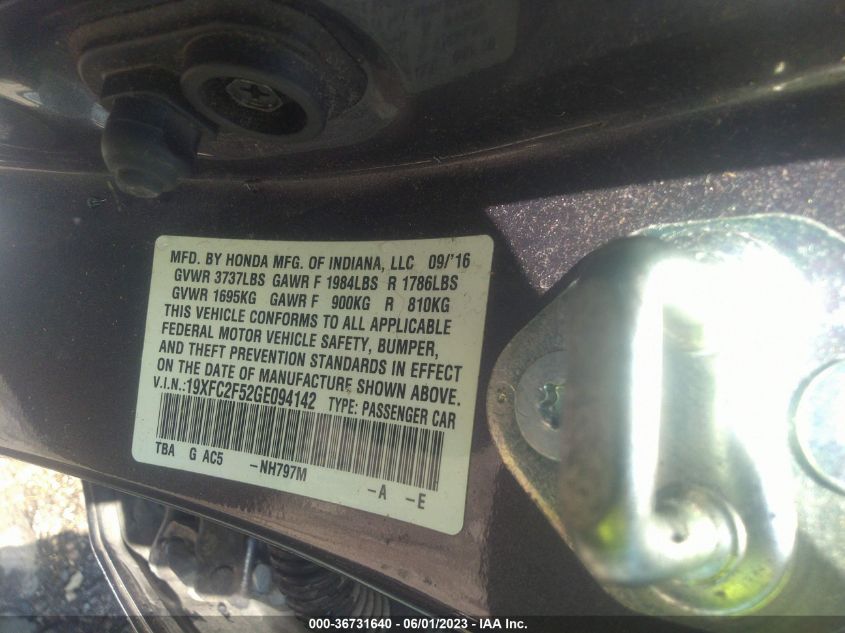 MFD. BY HONDA MFG. OF INDIANA, LLC 09/'16
GVWR 3737LBS GAWR F 1984LBS R 1786LBS
GVWR 1695KG GAWR F 900KG R 810KG
THIS VEHICLE CONFORMS TO ALL APPLICABLE
FEDERAL MOTOR VEHICLE SAFETY, BUMPER,
AND THEFT PREVENTION STANDARDS IN EFFECT
ON THE DATE OF MANUFACTURE SHOWN ABOVE.
V.I.N.:19XFC2F52GE094142 TYPE: PASSENGER CAR
TBA G AC5 -NH797M -A -E
000-36731640 - 06/01/2023 - IAA Inc.